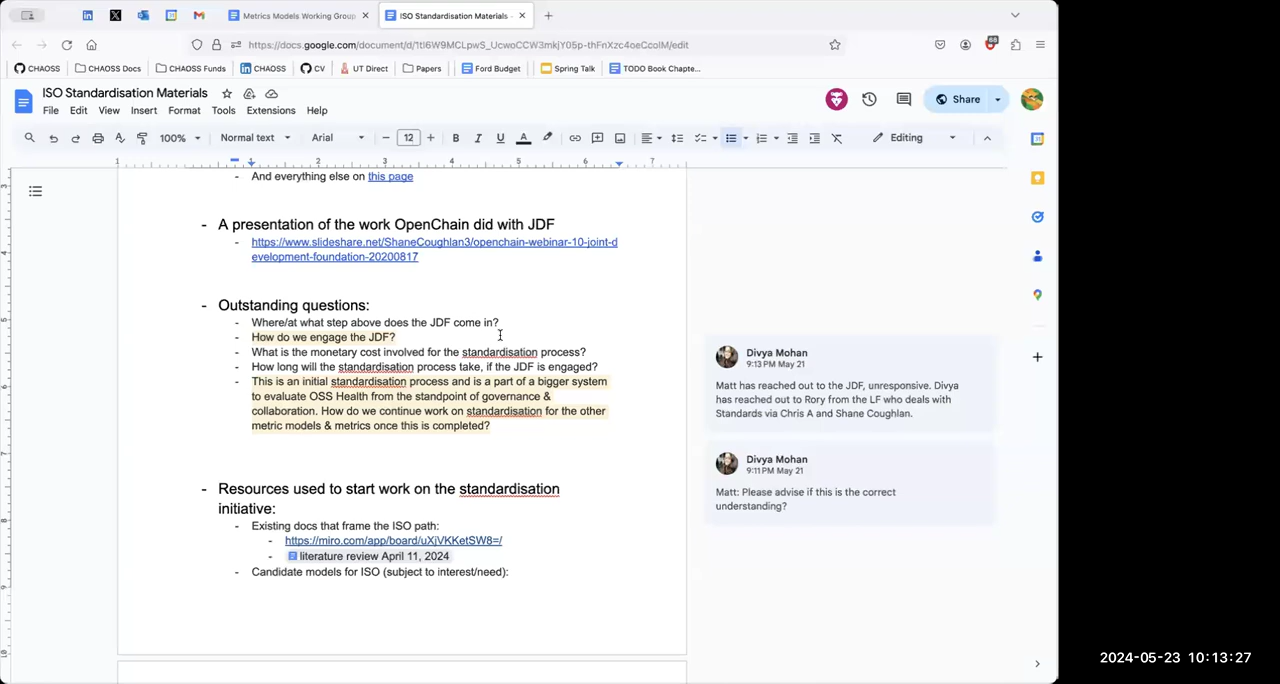 Metrics Models Working Group
ISO Standardisation Materials -
https://docs.google.com/document/d/1tI6W9MCLpwS_UcwoCCW3mkjY05p-thFnXzc4oeCcoIM/edit
68
CHAOSS
CHAOSS Docs
CHAOSS Funds
CHAOSS
CV
UT Direct
Papers
Ford Budget
Spring Talk
TODO Book Chapte...
ISO Standardisation Materials
File Edit View Insert Format Tools Extensions Help
Share
100% Normal text Arial 12 B I U A Editing
1 1 2 3 4 5 6 7
And everything else on this page
- A presentation of the work OpenChain did with JDF
- https://www.slideshare.net/ShaneCoughlan3/openchain-webinar-10-joint-d
evelopment-foundation-20200817
- Outstanding questions:
- Where/at what step above does the JDF come in?
- How do we engage the JDF?
- What is the monetary cost involved for the standardisation process?
- How long will the standardisation process take, if the JDF is engaged?
- This is an initial standardisation process and is a part of a bigger system
to evaluate OSS Health from the standpoint of governance &
collaboration. How do we continue work on standardisation for the other
metric models & metrics once this is completed?
- Resources used to start work on the standardisation
initiative:
- Existing docs that frame the ISO path:
- https://miro.com/app/board/uXjVKKetSW8=/
- literature review April 11, 2024
- Candidate models for ISO (subject to interest/need):
Divya Mohan
9:13 PM May 21
Matt has reached out to the JDF, unresponsive. Divya
has reached out to Rory from the LF who deals with
Standards via Chris A and Shane Coughlan.
Divya Mohan
9:11 PM May 21
Matt: Please advise if this is the correct
understanding?
2024-05-23 10:13:27